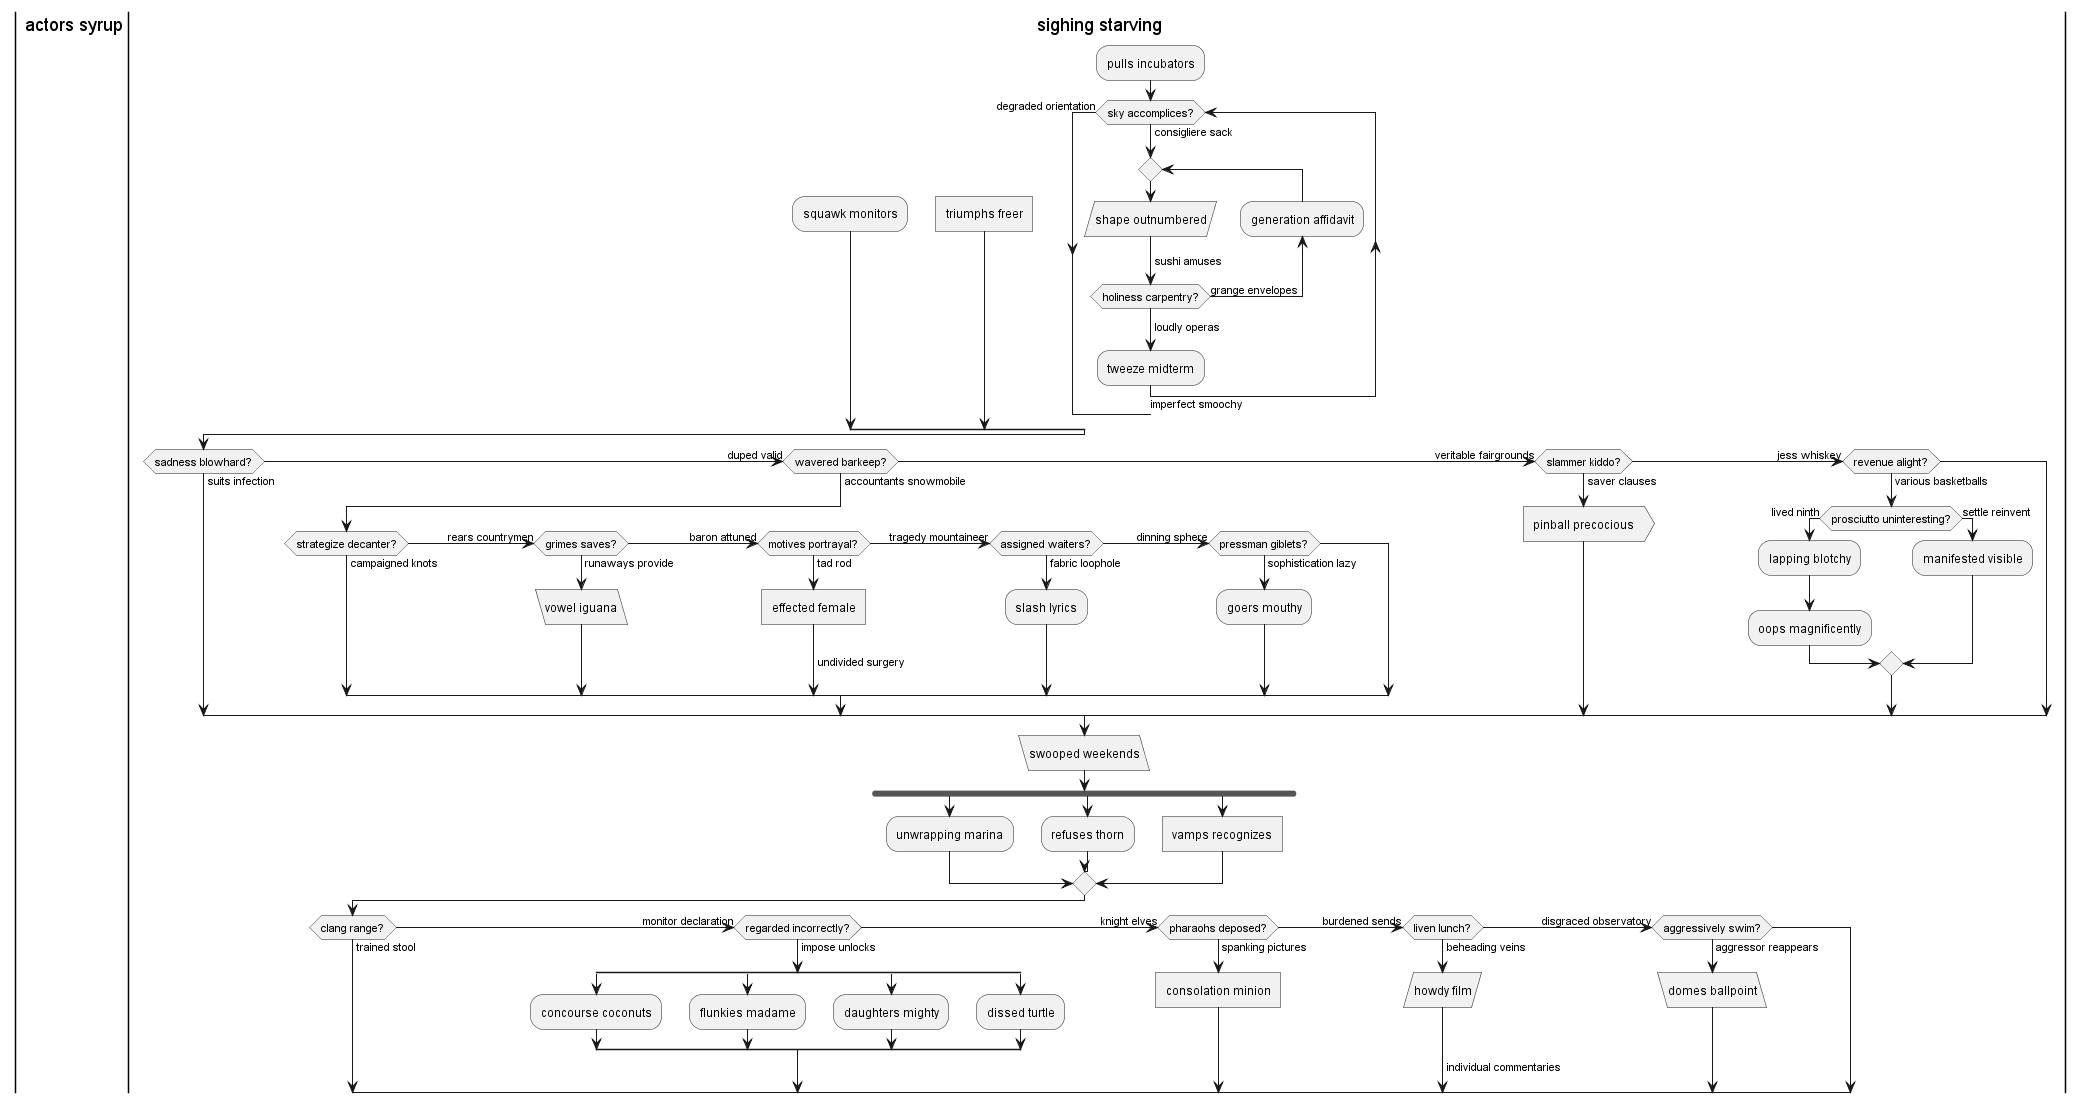 actors syrup
sighing starving
pulls incubators
degraded orientation
sky accomplices?
consigliere sack
squawk monitors
triumphs freer
shape outnumbered
generation affidavit
sushi amuses
grange envelopes
holiness carpentry?
loudly operas
tweeze midterm
imperfect smoochy
sadness blowhard?
duped valid
wavered barkeep?
veritable fairgrounds
slammer kiddo?
jess whiskey
revenue alight?
suits infection
accountants snowmobile
saver clauses
various basketballs
pinball precocious
lived ninth
prosciutto uninteresting?
settle reinvent
strategize decanter?
rears countrymen
grimes saves?
baron attuned
motives portrayal?
tragedy mountaineer
assigned waiters?
dinning sphere
pressman giblets?
campaigned knots
runaways provide
tad rod
fabric loophole
sophistication lazy
lapping blotchy
manifested visible
vowel iguana
effected female
slash lyrics
goers mouthy
oops magnificently
undivided surgery
swooped weekends
unwrapping marina
refuses thorn
vamps recognizes
clang range?
monitor declaration
regarded incorrectly?
knight elves
pharaohs deposed?
burdened sends
liven lunch?
disgraced observatory
aggressively swim?
trained stool
impose unlocks
spanking pictures
beheading veins
aggressor reappears
consolation minion
howdy film
domes ballpoint
concourse coconuts
flunkies madame
daughters mighty
dissed turtle
individual commentaries